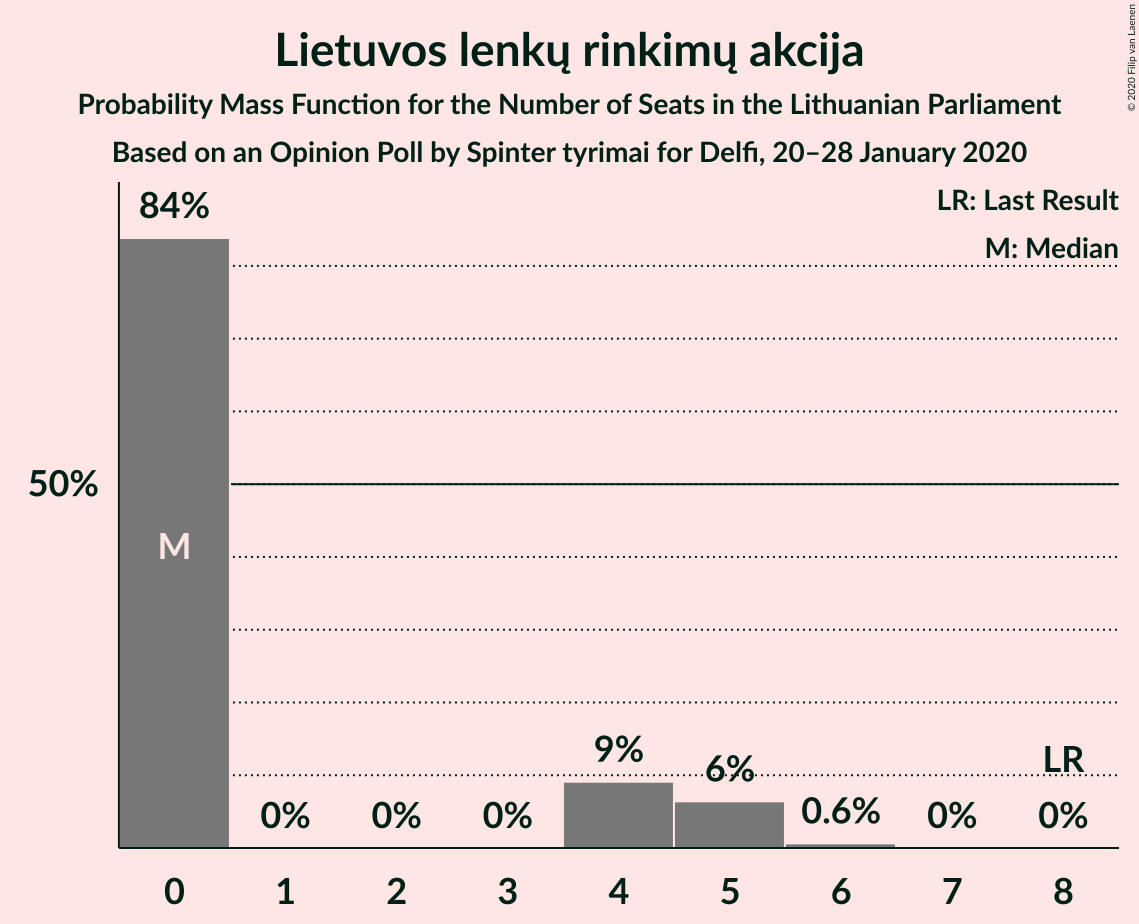 Lietuvos lenkų rinkimų akcija
Probability Mass Function for the Number of Seats in the Lithuanian Parliament
Based on an Opinion Poll by Spinter tyrimai for Delfi, 20–28 January 2020
© 2020 Filip van Laenen
LR: Last Result
M: Median
84%
50%
M
9%
6%
LR
0%
0%
0%
0.6%
0%
0%
0 1 2 3 4 5 6 7 8